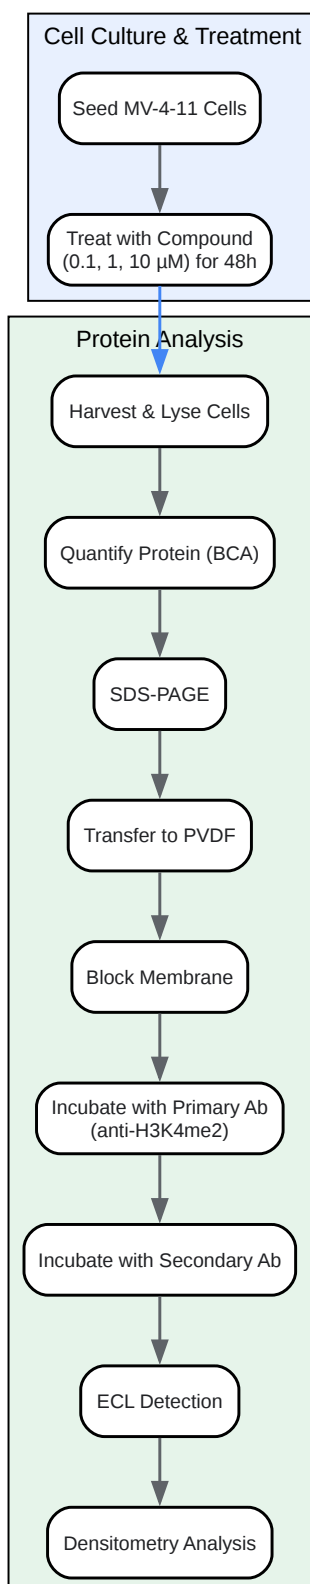 Cell Culture & Treatment
Seed MV-4-11 Cells
Treat with Compound
(0.1, 1, 10 µM) for 48h
Protein Analysis
Harvest & Lyse Cells
Quantify Protein (BCA)
SDS-PAGE
Transfer to PVDF
Block Membrane
Incubate with Primary Ab
(anti-H3K4me2)
Incubate with Secondary Ab
ECL Detection
Densitometry Analysis